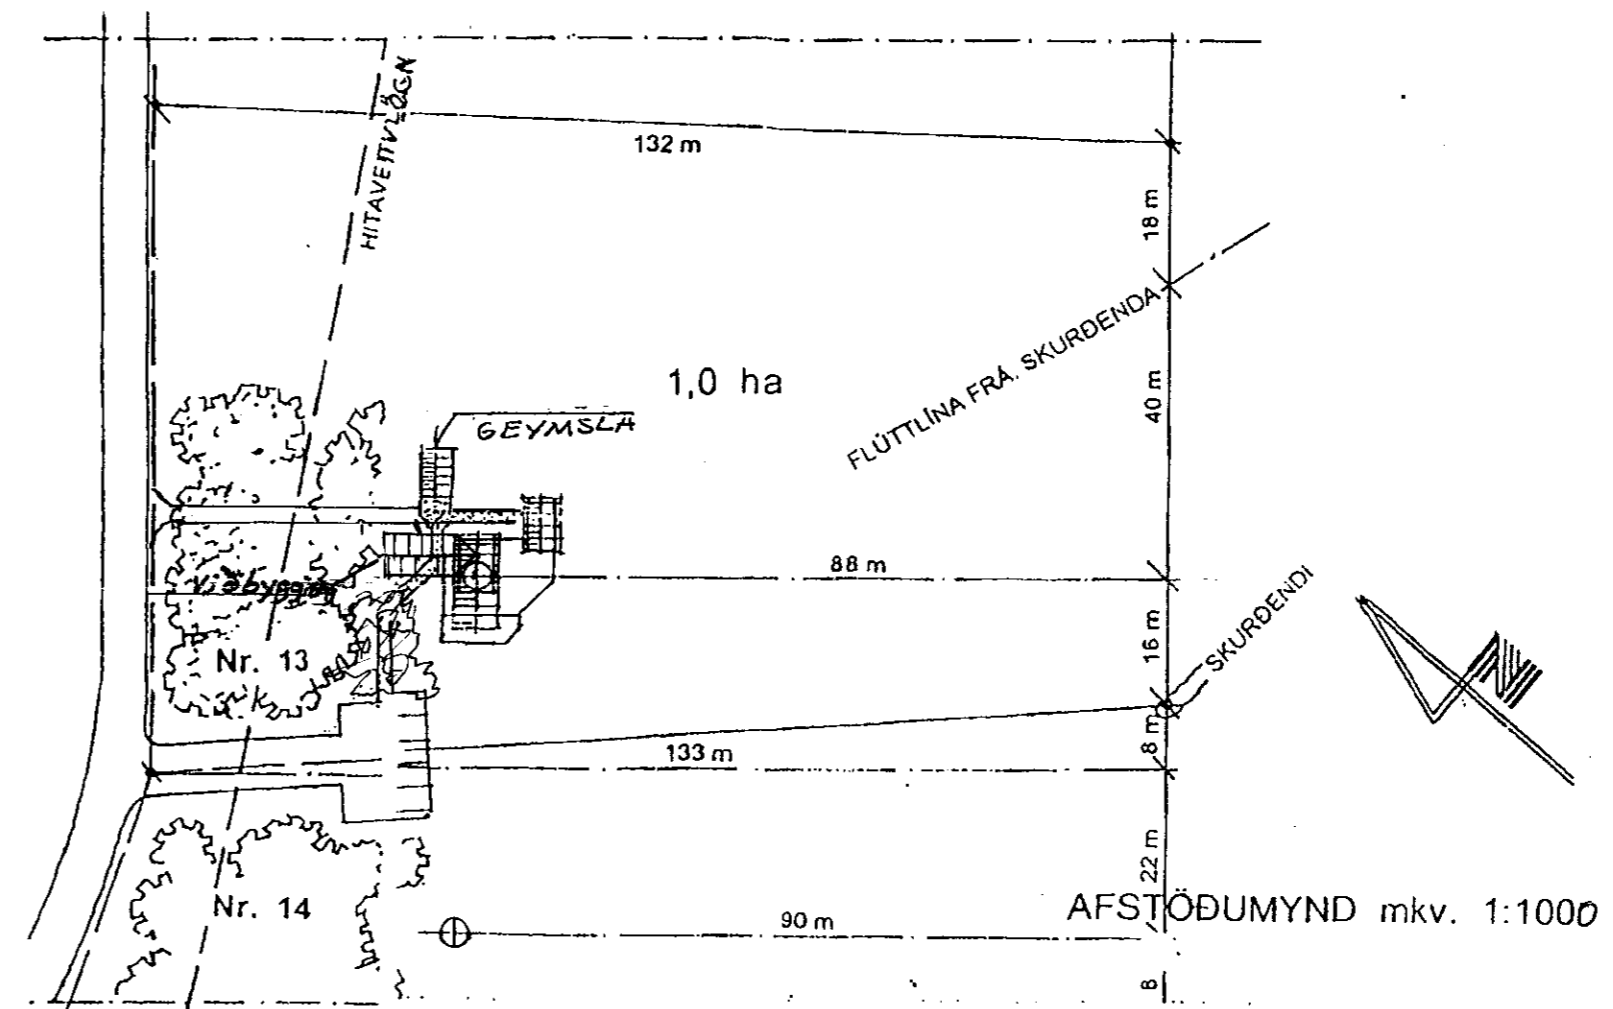 HITAVEITULÖGN
132 m
18 m
FLÚTTLÍNA FRÁ. SKURÐENDA
40 m
1,0 ha
GEYMSLA
88 m
Viðbygging
16 m
SKURÐENDI
Nr. 13
8 m
133 m
22 m
Nr. 14
90 m
AFSTÖÐUMYND mkv. 1:1000
8
N